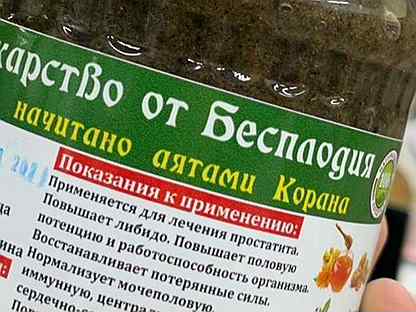 карство от Бесплодия
начитано аятами Корана
Показания к применению:
Применяется для лечения простатита.
Повышает либидо. Повышает половую
потенцию и работоспособность организма.
Восстанавливает потерянные силы.
Нормализует мочеполовую,
иммунную,